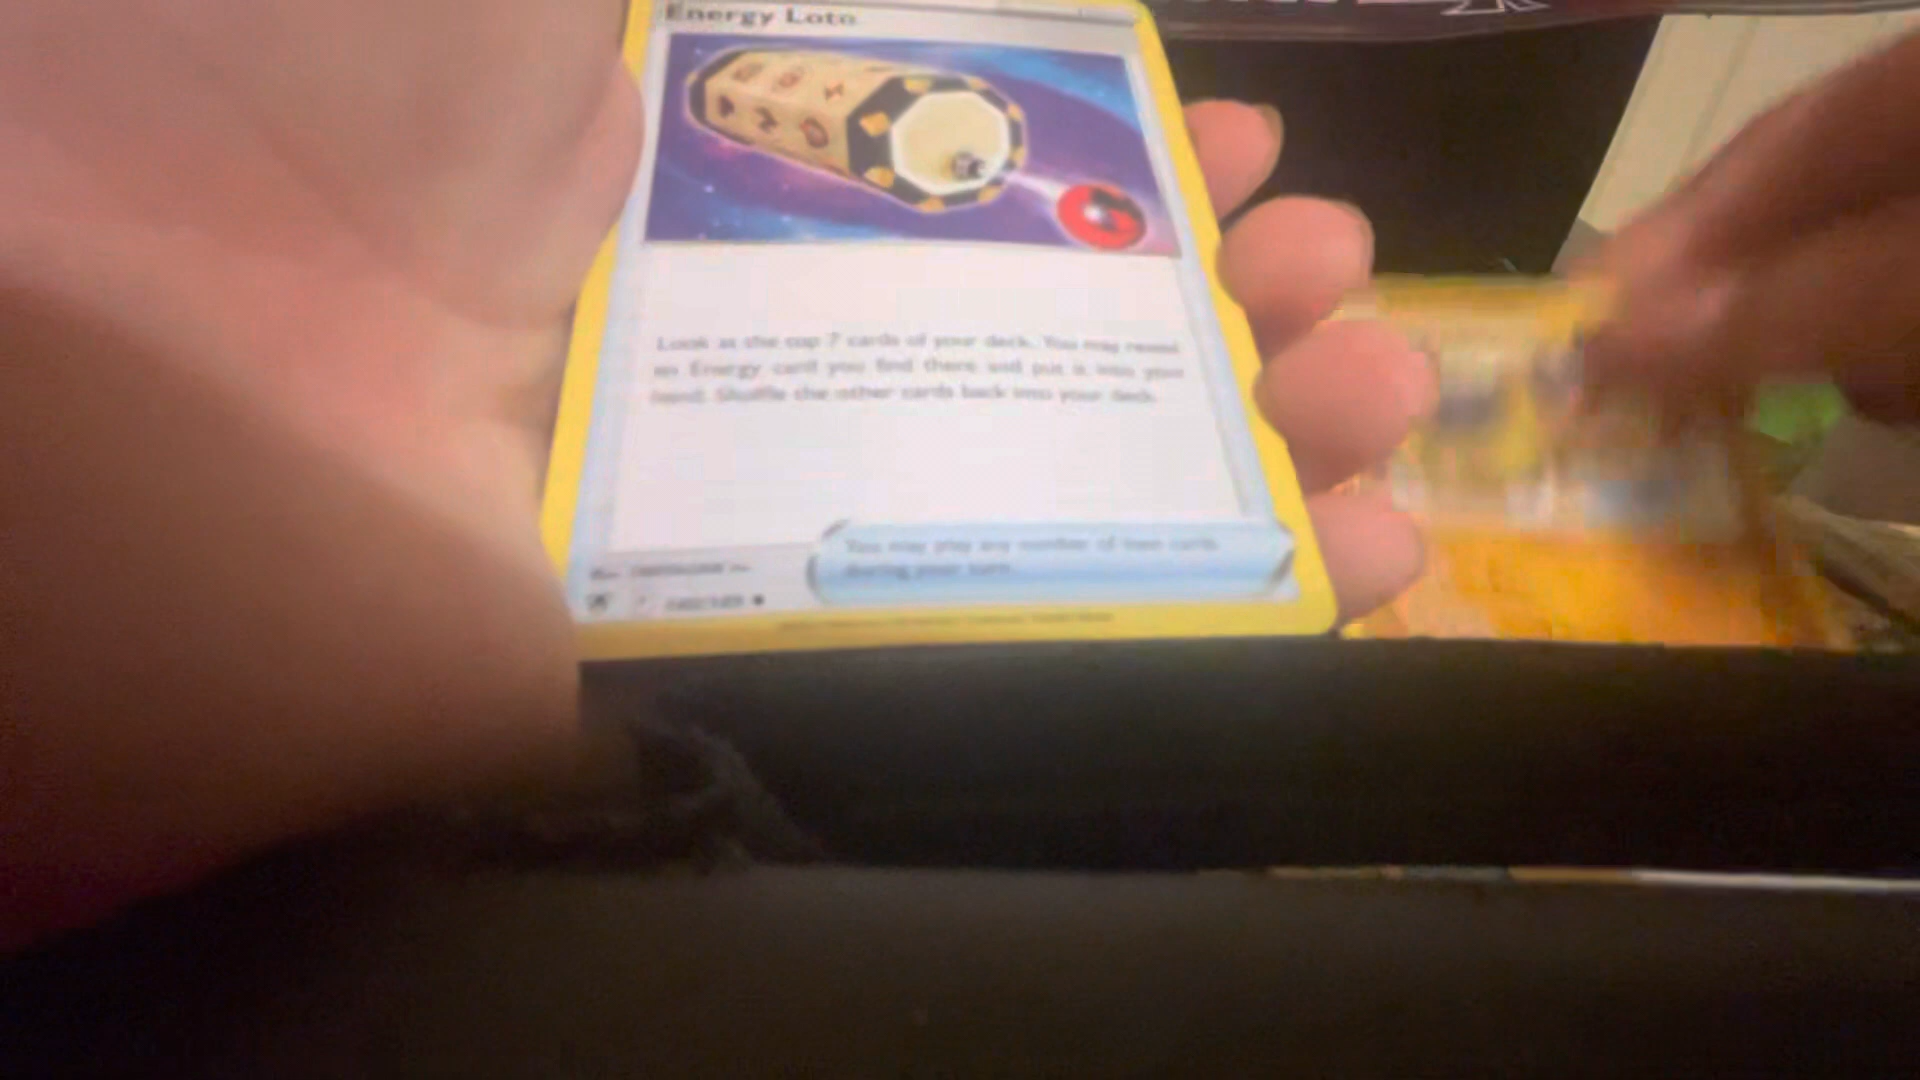 Energy Loto
Look at the top 7 cards of your deck. You may reveal
an Energy card you find there and put it into your
hand. Shuffle the other cards back into your deck.
You may play any number of Item cards
during your turn.